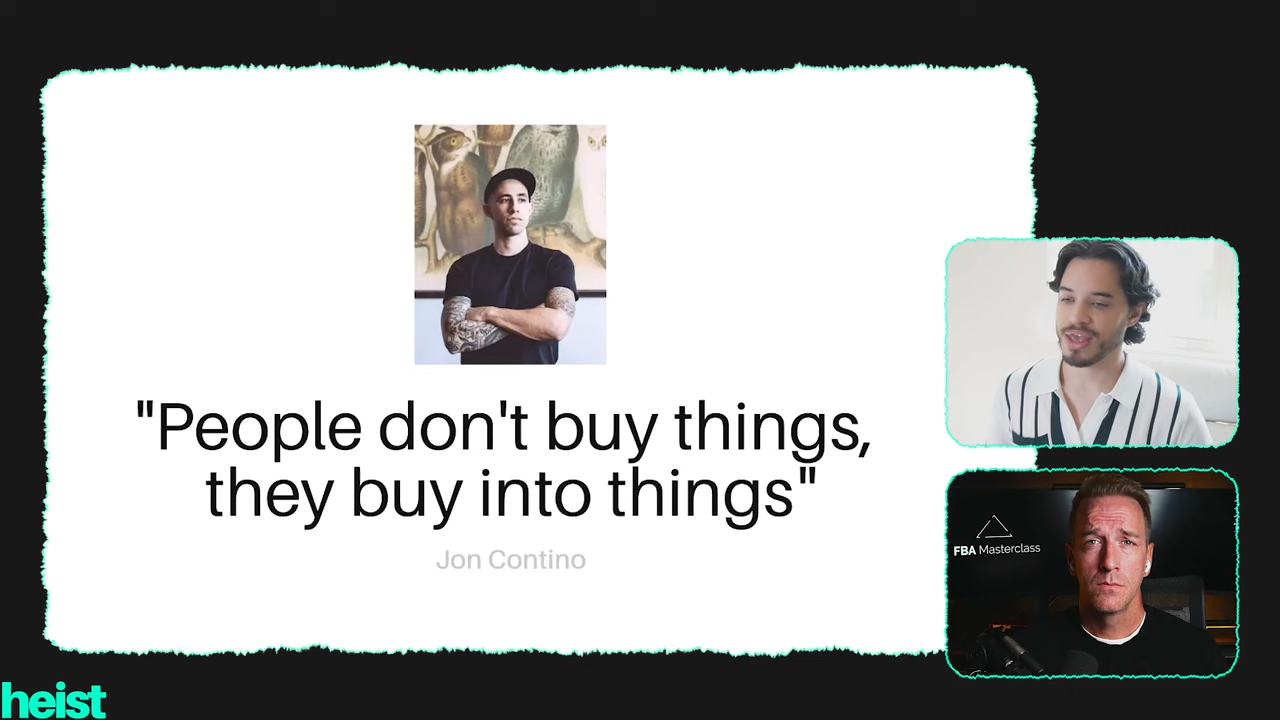 "People don't buy things,
they buy into things"
Jon Contino
FBA Masterclass
heist